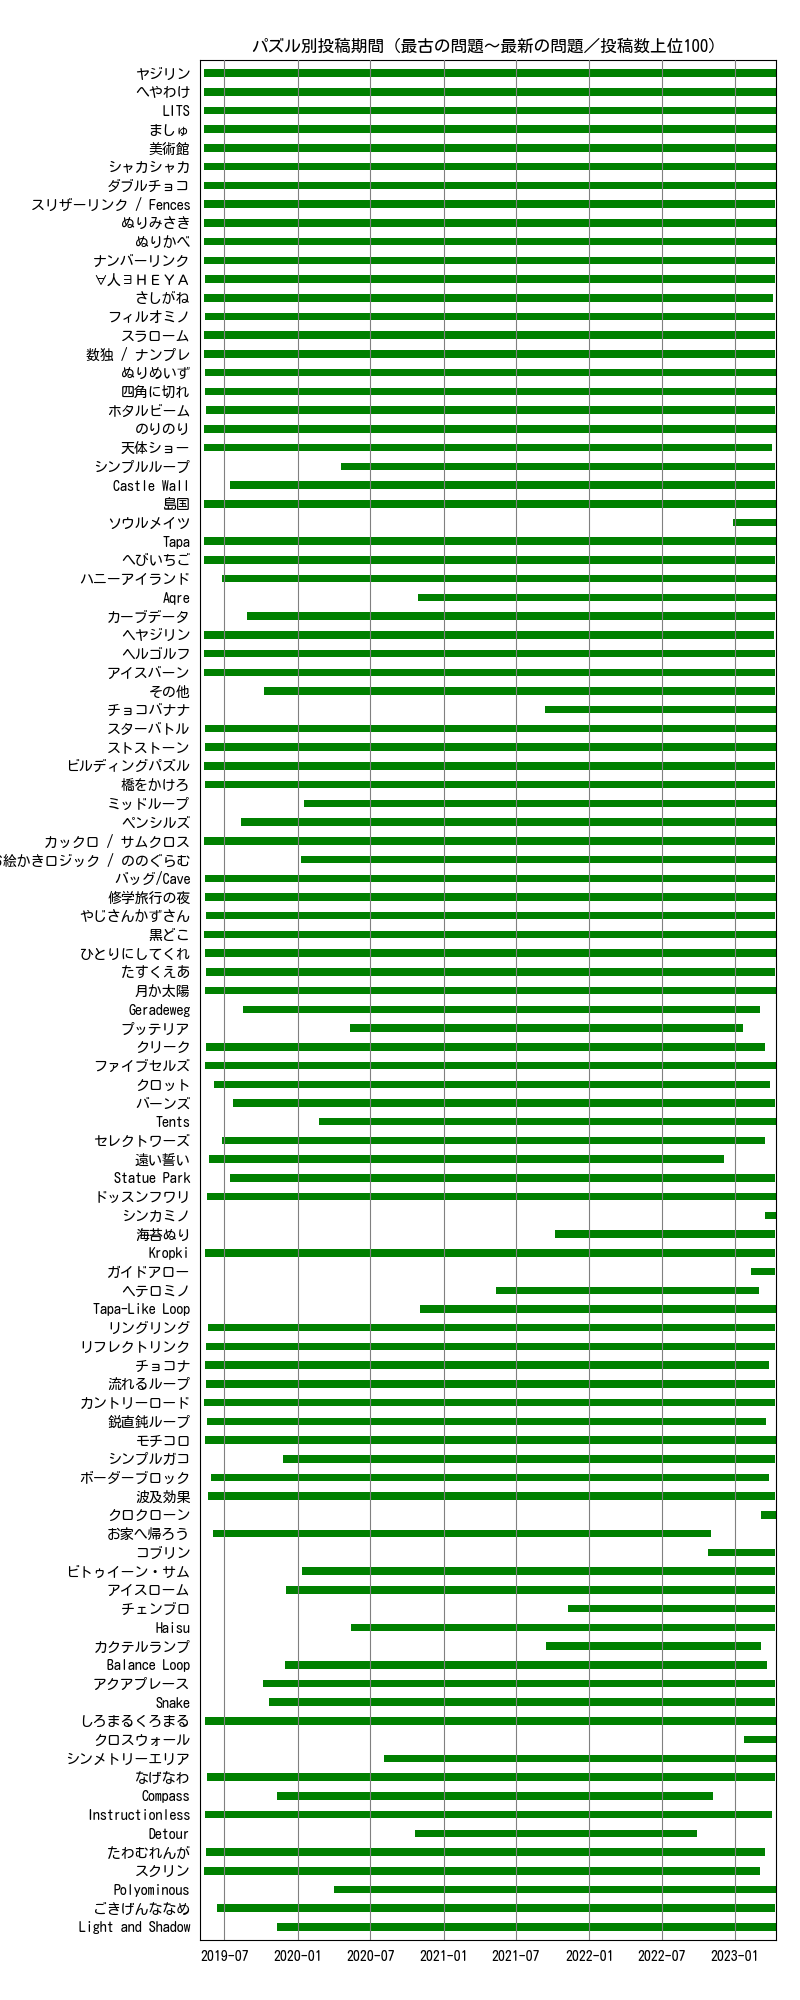 パズル別投稿期間（最古の問題～最新の問題／投稿数上位100）
ヤジリン
へやわけ
LITS
ましゅ
美術館
シャカシャカ
ダブルチョコ
スリザーリンク / Fences
ぬりみさき
ぬりかべ
ナンバーリンク
∀人ヨＨＥＹＡ
さしがね
フィルオミノ
スラローム
数独 / ナンプレ
ぬりめいず
四角に切れ
ホタルビーム
のりのり
天体ショー
シンプルループ
Castle Wall
島国
ソウルメイツ
Tapa
へびいちご
ハニーアイランド
Aqre
カーブデータ
ヘヤジリン
ヘルゴルフ
アイスバーン
その他
チョコバナナ
スターバトル
ストストーン
ビルディングパズル
橋をかけろ
ミッドループ
ペンシルズ
カックロ / サムクロス
絵かきロジック / ののぐらむ
バッグ/Cave
修学旅行の夜
やじさんかずさん
黒どこ
ひとりにしてくれ
たすくえあ
月か太陽
Geradeweg
プッテリア
クリーク
ファイブセルズ
クロット
バーンズ
Tents
セレクトワーズ
遠い誓い
Statue Park
ドッスンフワリ
シンカミノ
海苔ぬり
Kropki
ガイドアロー
ヘテロミノ
Tapa-Like Loop
リングリング
リフレクトリンク
チョコナ
流れるループ
カントリーロード
鋭直鈍ループ
モチコロ
シンプルガコ
ボーダーブロック
波及効果
クロクローン
お家へ帰ろう
コブリン
ビトゥイーン・サム
アイスローム
チェンブロ
Haisu
カクテルランプ
Balance Loop
アクアプレース
Snake
しろまるくろまる
クロスウォール
シンメトリーエリア
なげなわ
Compass
Instructionless
Detour
たわむれんが
スクリン
Polyominous
ごきげんななめ
Light and Shadow
2019-07 2020-01 2020-07 2021-01 2021-07 2022-01 2022-07 2023-01